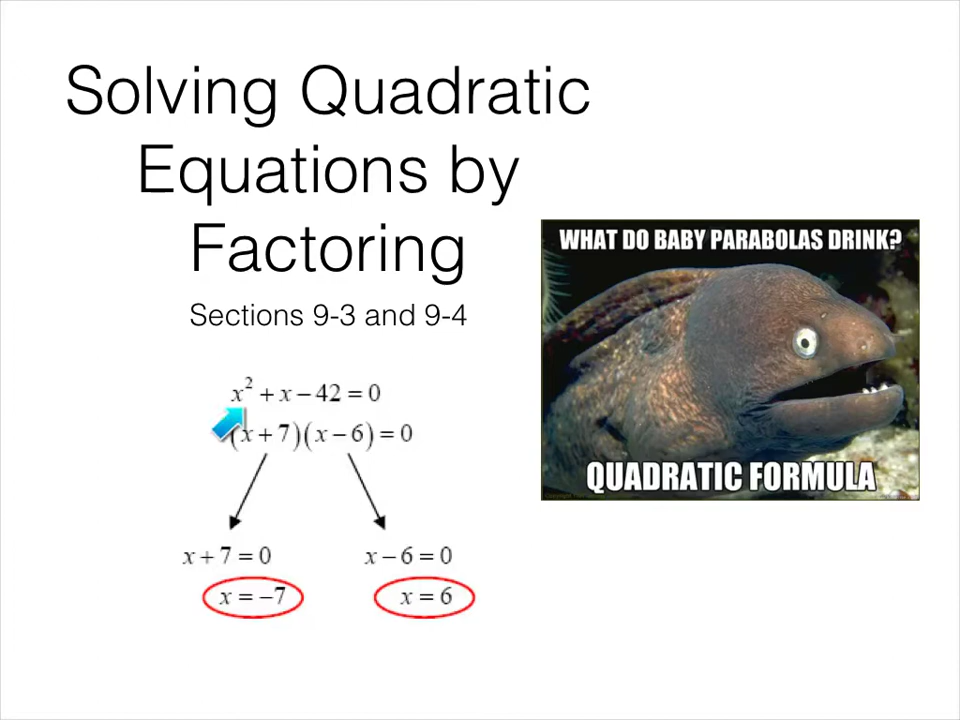 Solving Quadratic
Equations by
Factoring
Sections 9-3 and 9-4
x² + x − 42 = 0
(x + 7)(x − 6) = 0
x + 7 = 0 x − 6 = 0
x = −7 x = 6
WHAT DO BABY PARABOLAS DRINK?
QUADRATIC FORMULA